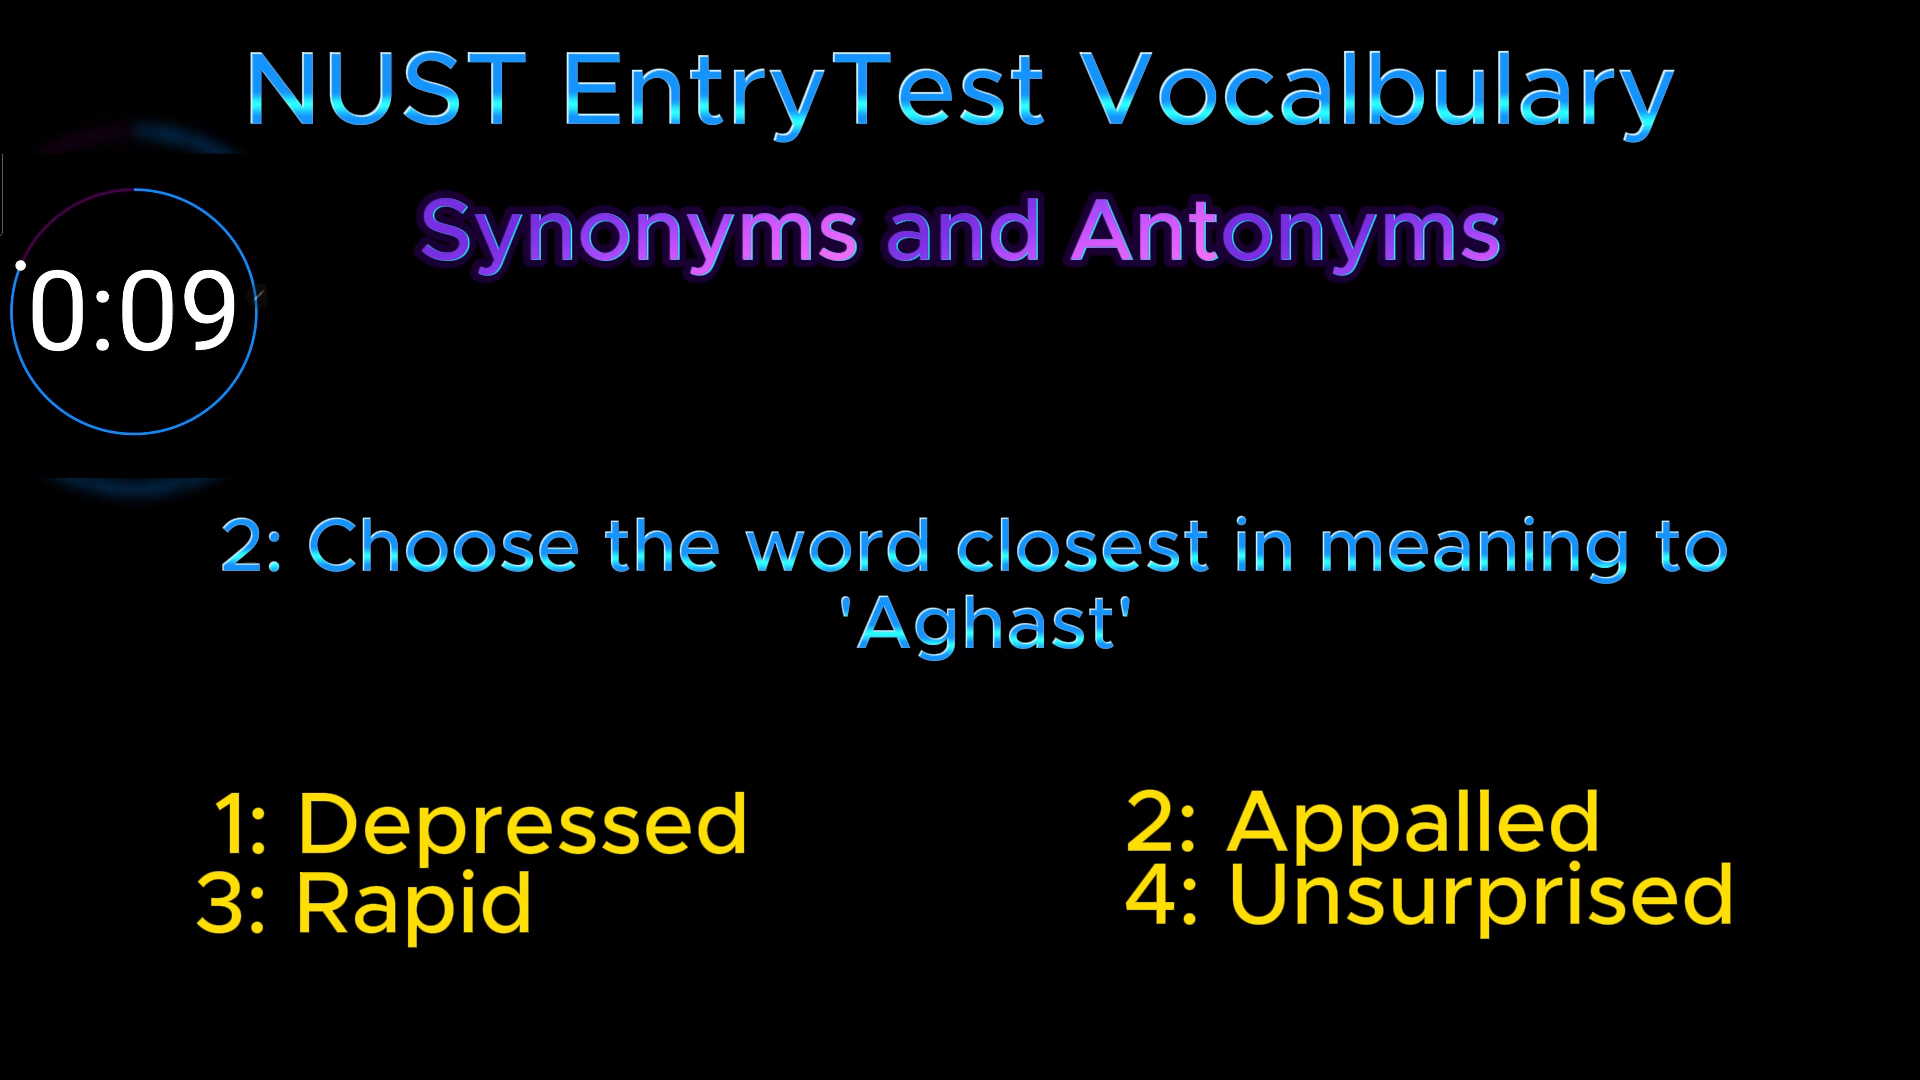 NUST EntryTest Vocalbulary
Synonyms and Antonyms
0:09
2: Choose the word closest in meaning to
'Aghast'
1: Depressed
2: Appalled
3: Rapid
4: Unsurprised